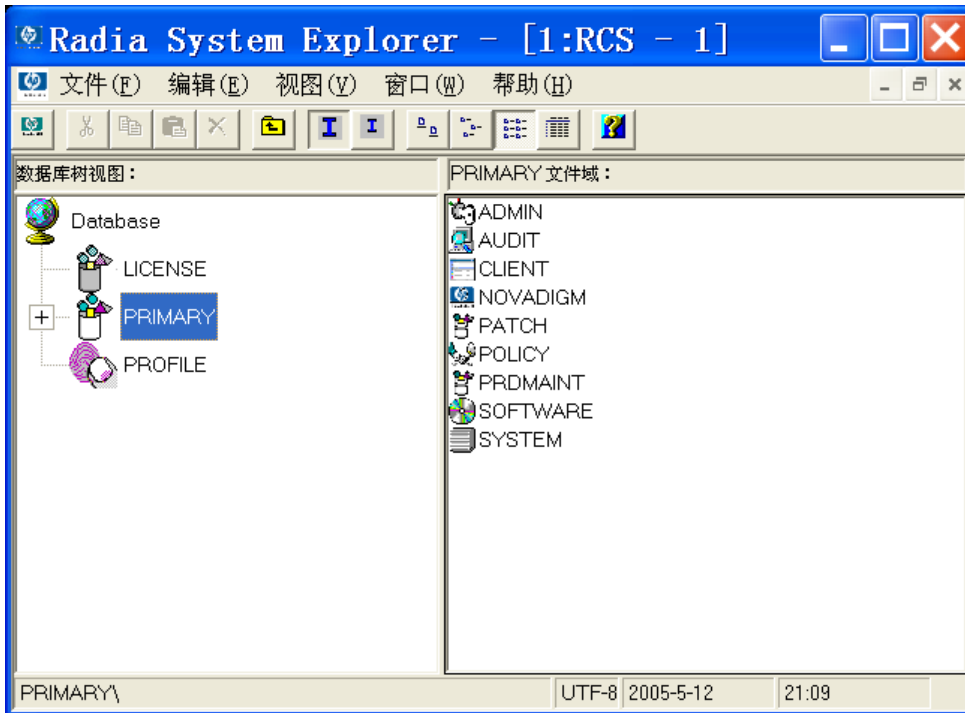 Radia System Explorer - [1:RCS - 1]
文件(F) 编辑(E) 视图(V) 窗口(W) 帮助(H)
数据库树视图：
PRIMARY 文件域：
Database
LICENSE
PRIMARY
PROFILE
ADMIN
AUDIT
CLIENT
NOVADIGM
PATCH
POLICY
PRDMAINT
SOFTWARE
SYSTEM
PRIMARY\ UTF-8 2005-5-12 21:09